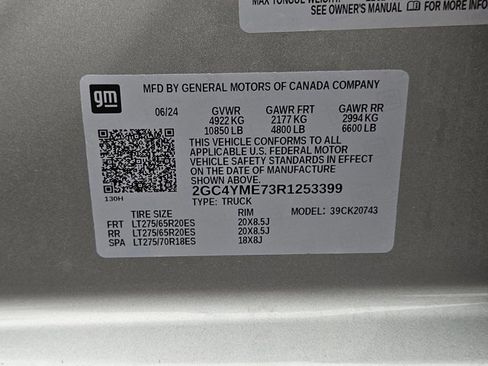 MAX TONGUE WEIGHT:
SEE OWNER'S MANUAL FOR MORE INFO
gm
MFD BY GENERAL MOTORS OF CANADA COMPANY
06/24 GVWR GAWR FRT GAWR RR
4922 KG 2177 KG 2994 KG
10850 LB 4800 LB 6600 LB
THIS VEHICLE CONFORMS TO ALL
APPLICABLE U.S. FEDERAL MOTOR
VEHICLE SAFETY STANDARDS IN EFFECT
ON THE DATE OF MANUFACTURE
SHOWN ABOVE.
2GC4YME73R1253399
130H TYPE: TRUCK
TIRE SIZE RIM MODEL: 39CK20743
FRT LT275/65R20ES 20X8.5J
RR LT275/65R20ES 20X8.5J
SPA LT275/70R18ES 18X8J